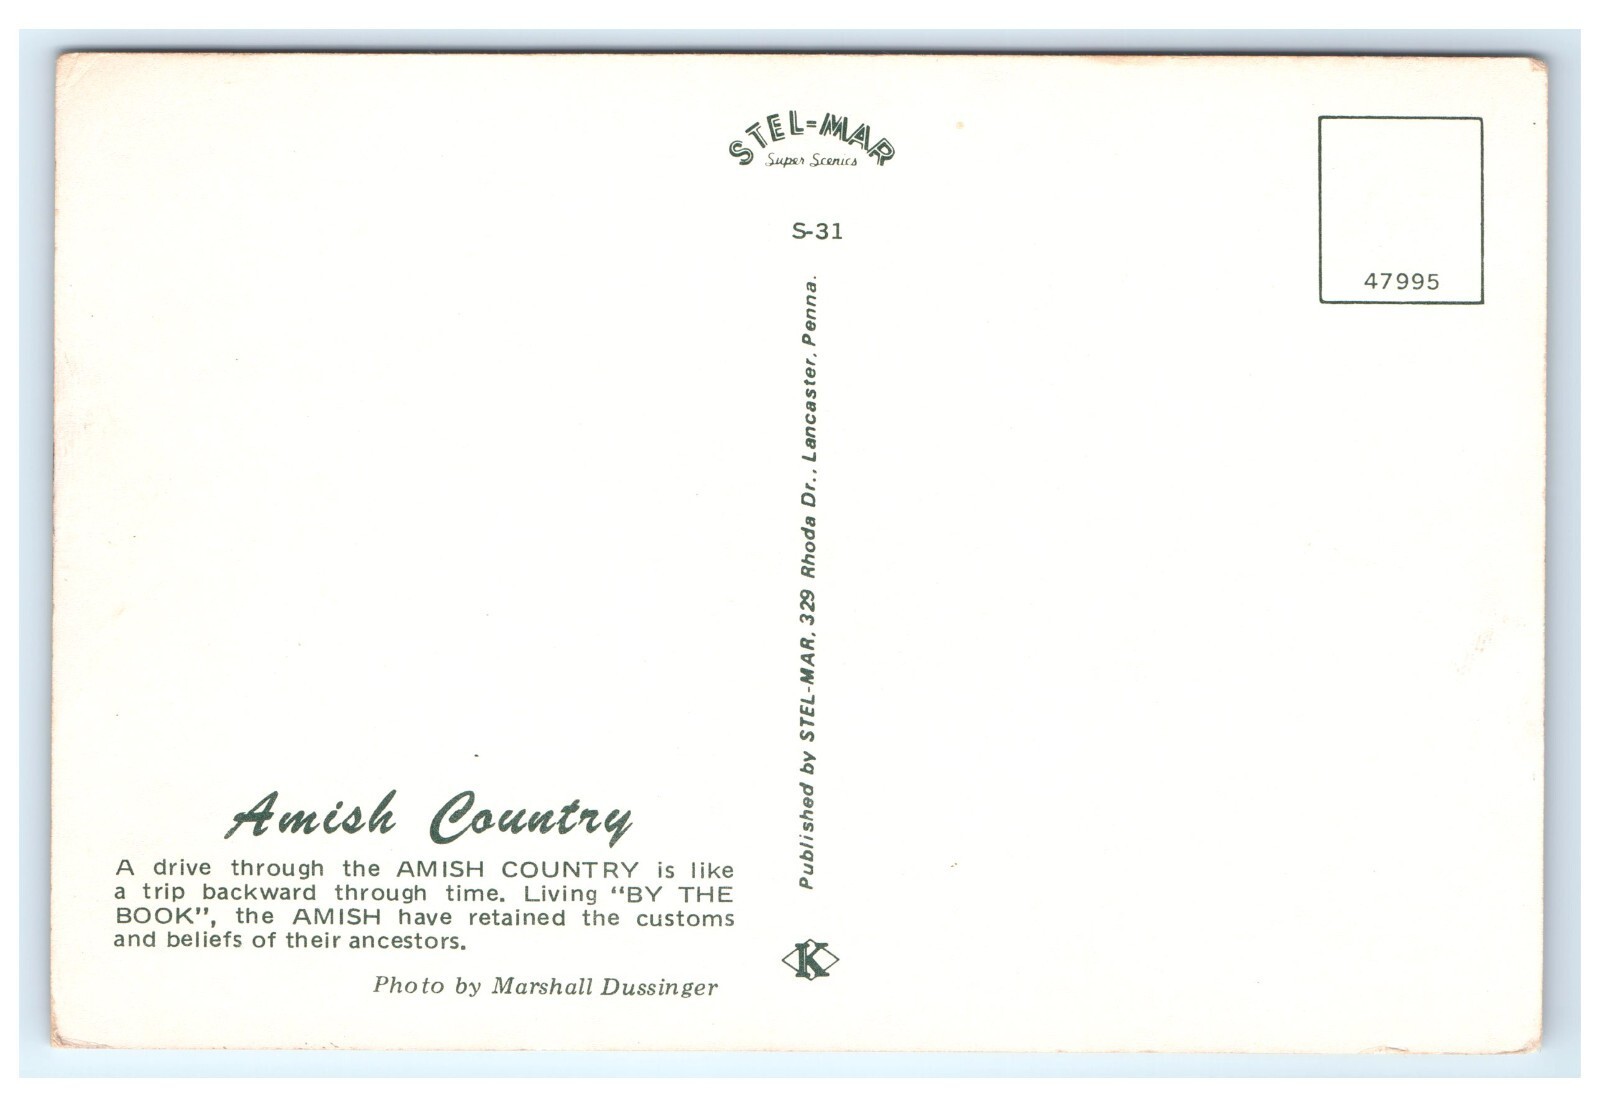 STEL-MAR
Super Scenics
S-31
47995
Published by STEL-MAR, 329 Rhoda Dr., Lancaster, Penna.
Amish Country
A drive through the AMISH COUNTRY is like
a trip backward through time. Living "BY THE
BOOK", the AMISH have retained the customs
and beliefs of their ancestors.
Photo by Marshall Dussinger
K